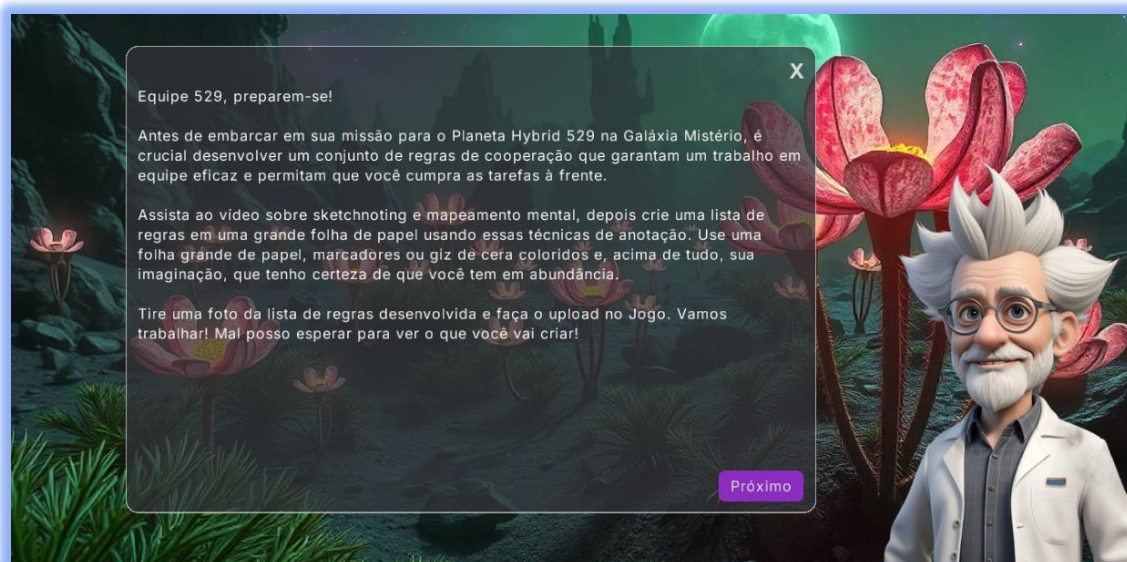 X
Equipe 529, preparem-se!
Antes de embarcar em sua missão para o Planeta Hybrid 529 na Galáxia Mistério, é
crucial desenvolver um conjunto de regras de cooperação que garantam um trabalho em
equipe eficaz e permitam que você cumpra as tarefas à frente.
Assista ao vídeo sobre sketchnoting e mapeamento mental, depois crie uma lista de
regras em uma grande folha de papel usando essas técnicas de anotação. Use uma
folha grande de papel, marcadores ou giz de cera coloridos e, acima de tudo, sua
imaginação, que tenho certeza de que você tem em abundância.
Tire uma foto da lista de regras desenvolvida e faça o upload no Jogo. Vamos
trabalhar! Mal posso esperar para ver o que você vai criar!
Próximo